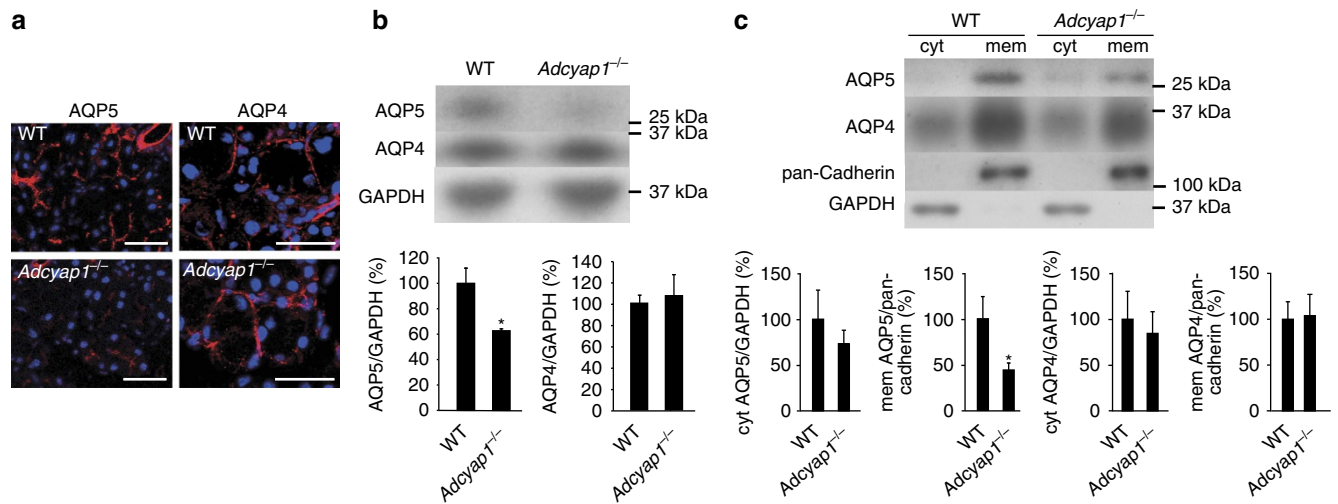 a
AQP5 AQP4
WT WT
Adcyap1–/– Adcyap1–/–
b
WT Adcyap1–/–
AQP5
25 kDa
37 kDa
AQP4
GAPDH
37 kDa
AQP5/GAPDH (%)
120
100
80
60
40
20
0
*
WT
Adcyap1–/–
AQP4/GAPDH (%)
140
120
100
80
60
40
20
0
WT
Adcyap1–/–
c
WT Adcyap1–/–
cyt mem cyt mem
AQP5
25 kDa
37 kDa
AQP4
pan-Cadherin
100 kDa
GAPDH
37 kDa
cyt AQP5/GAPDH (%)
150
100
50
0
WT
Adcyap1–/–
mem AQP5/pan-
cadherin (%)
150
100
50
0
*
WT
Adcyap1–/–
cyt AQP4/GAPDH (%)
150
100
50
0
WT
Adcyap1–/–
mem AQP4/pan-
cadherin (%)
150
100
50
0
WT
Adcyap1–/–